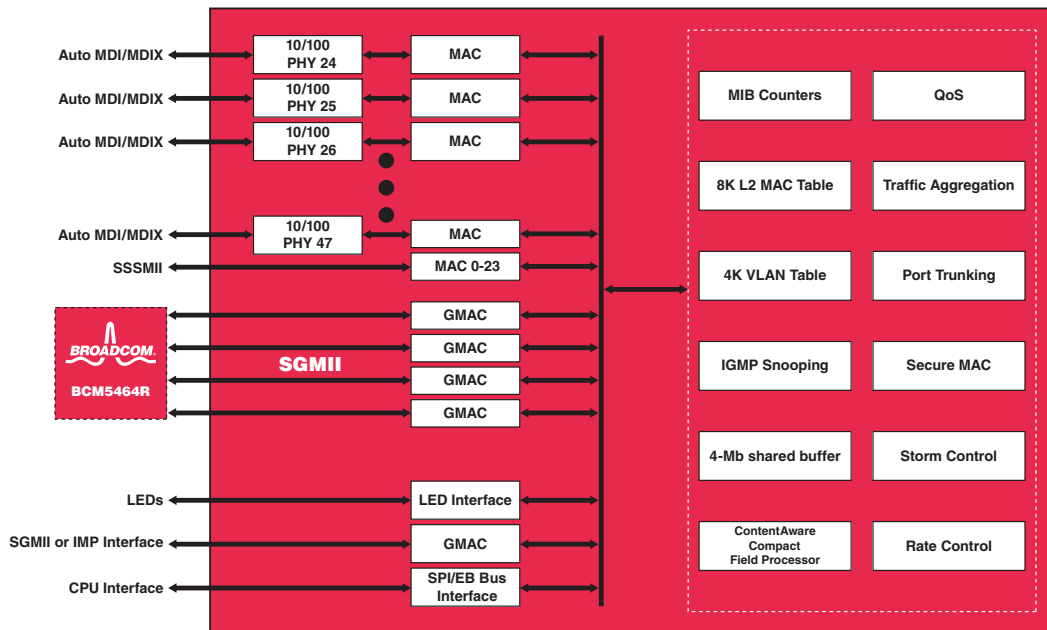 Auto MDI/MDIX
10/100
PHY 24
MAC
Auto MDI/MDIX
10/100
PHY 25
MAC
Auto MDI/MDIX
10/100
PHY 26
MAC
Auto MDI/MDIX
10/100
PHY 47
MAC
SSSMII
MAC 0-23
BROADCOM.
BCM5464R
SGMII
GMAC
GMAC
GMAC
GMAC
LEDs
LED Interface
SGMII or IMP Interface
GMAC
CPU Interface
SPI/EB Bus
Interface
MIB Counters
QoS
8K L2 MAC Table
Traffic Aggregation
4K VLAN Table
Port Trunking
IGMP Snooping
Secure MAC
4-Mb shared buffer
Storm Control
ContentAware
Compact
Field Processor
Rate Control